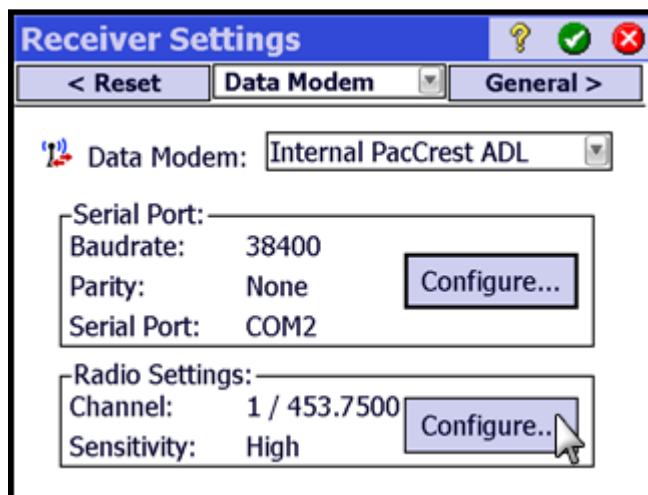 Receiver Settings ?
< Reset Data Modem General >
Data Modem: Internal PacCrest ADL
Serial Port:
Baudrate: 38400
Parity: None Configure...
Serial Port: COM2
Radio Settings:
Channel: 1 / 453.7500
Sensitivity: High Configure...